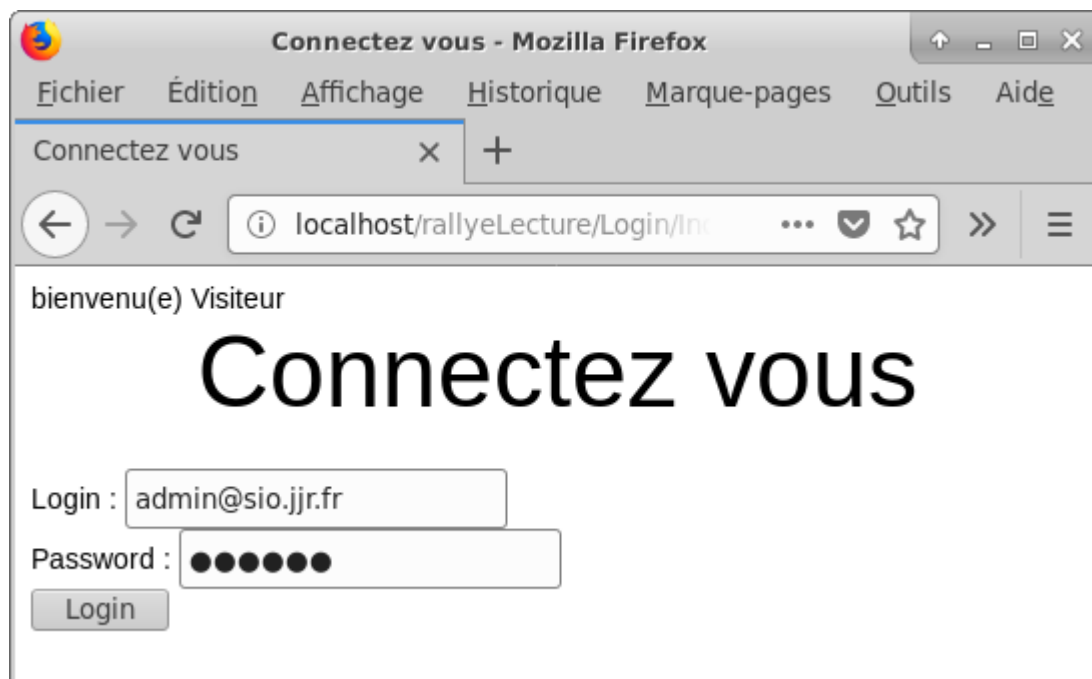 Connectez vous - Mozilla Firefox
Fichier Édition Affichage Historique Marque-pages Outils Aide
Connectez vous
localhost/rallyeLecture/Login/Ind
bienvenu(e) Visiteur
Connectez vous
Login : admin@sio.jjr.fr
Password : ●●●●●●
Login